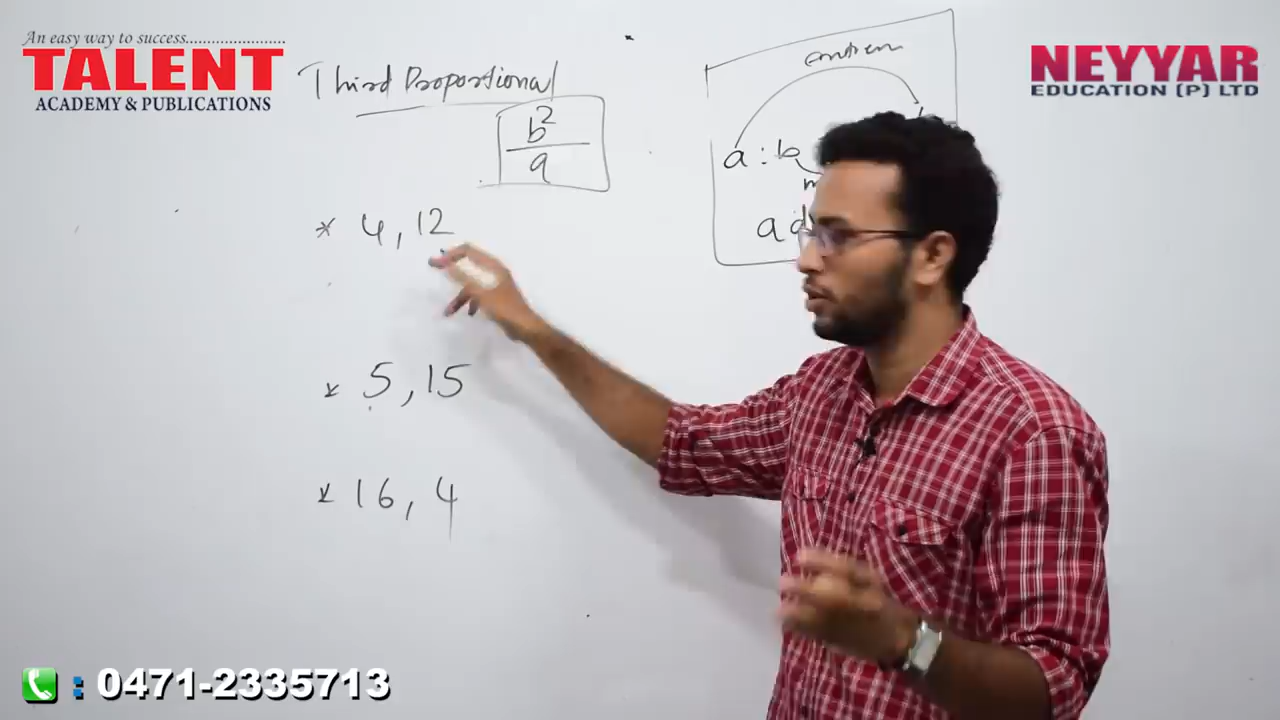 An easy way to success.......................
TALENT
ACADEMY & PUBLICATIONS
NEYYAR
EDUCATION (P) LTD
Third Proportional
b²
a
a : b
ad
* 4, 12
* 5, 15
* 16, 4
: 0471-2335713